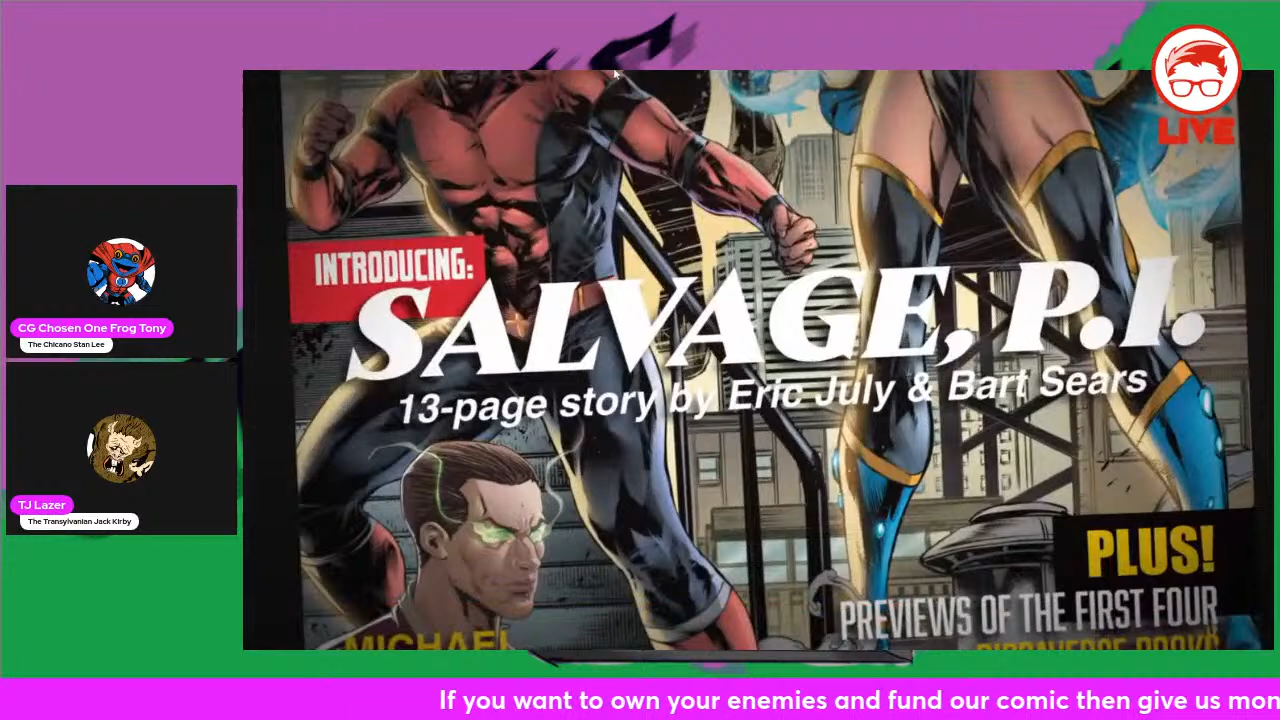 LIVE
INTRODUCING:
SALVAGE, P.I.
13-page story by Eric July & Bart Sears
CG Chosen One Frog Tony
The Chicano Stan Lee
TJ Lazer
The Transylvanian Jack Kirby
PLUS!
PREVIEWS OF THE FIRST FOUR
MICHAEL
If you want to own your enemies and fund our comic then give us mon